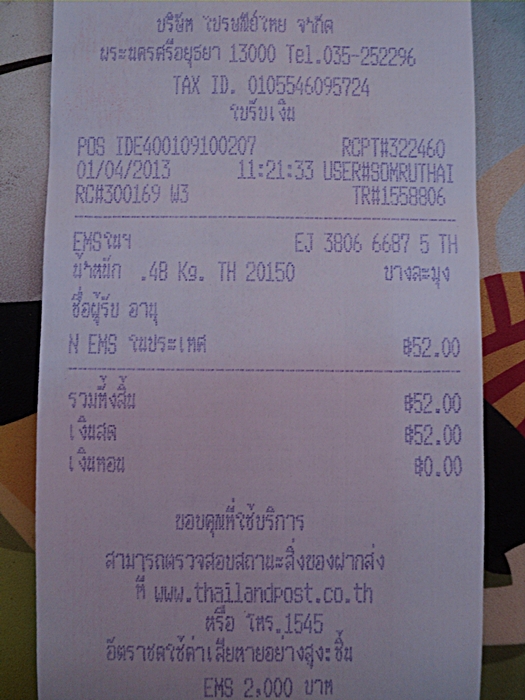 บริษัท ไปรษณีย์ไทย จำกัด
พระนครศรีอยุธยา 13000 Tel.035-252296
TAX ID. 0105546095724
ใบรับเงิน
POS IDE400109100207 RCPT#322460
01/04/2013 11:21:33 USER#SOMRUTHAI
RC#300169 W3 TR#1558806
EMSในฯ EJ 3806 6687 5 TH
น้ำหนัก .48 Kg. TH 20150 บางละมุง
ชื่อผู้รับ อานุ
N EMS ในประเทศ ฿52.00
รวมทั้งสิ้น ฿52.00
เงินสด ฿52.00
เงินทอน ฿0.00
ขอบคุณที่ใช้บริการ
สามารถตรวจสอบสถานะสิ่งของฝากส่ง
ที่ www.thailandpost.co.th
หรือ โทร.1545
อัตราชดใช้ค่าเสียหายอย่างสูงะชิ้น
EMS 2,000 บาท